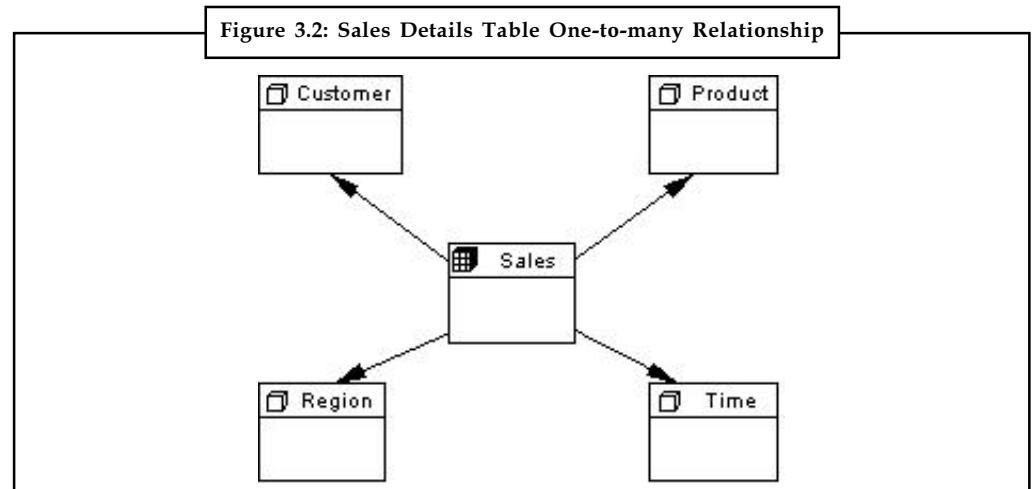 Figure 3.2: Sales Details Table One-to-many Relationship
Customer
Product
Sales
Region
Time